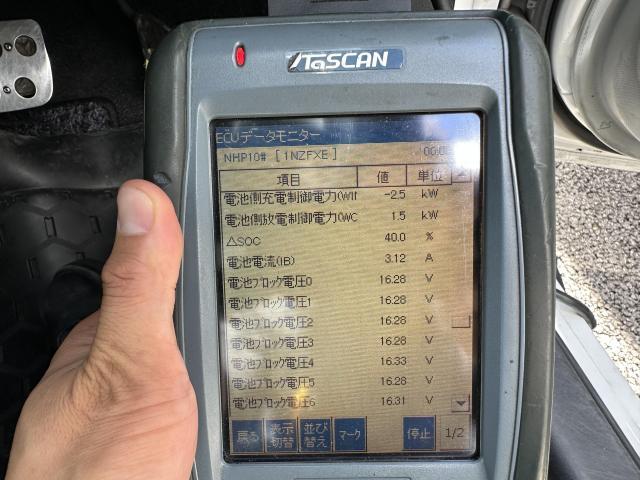 iTaSCAN
ECUデータモニター
NHP10# [1NZFXE]
項目 値 単位
電池側充電制御電力(WI -2.5 kW
電池側放電制御電力(WO 1.5 kW
△SOC 40.0 %
電池電流(IB) 3.12 A
電池ブロック電圧0 16.28 V
電池ブロック電圧1 16.28 V
電池ブロック電圧2 16.28 V
電池ブロック電圧3 16.28 V
電池ブロック電圧4 16.33 V
電池ブロック電圧5 16.28 V
電池ブロック電圧6 16.31 V
戻る 表示切替 並び替え マーク 停止 1/2